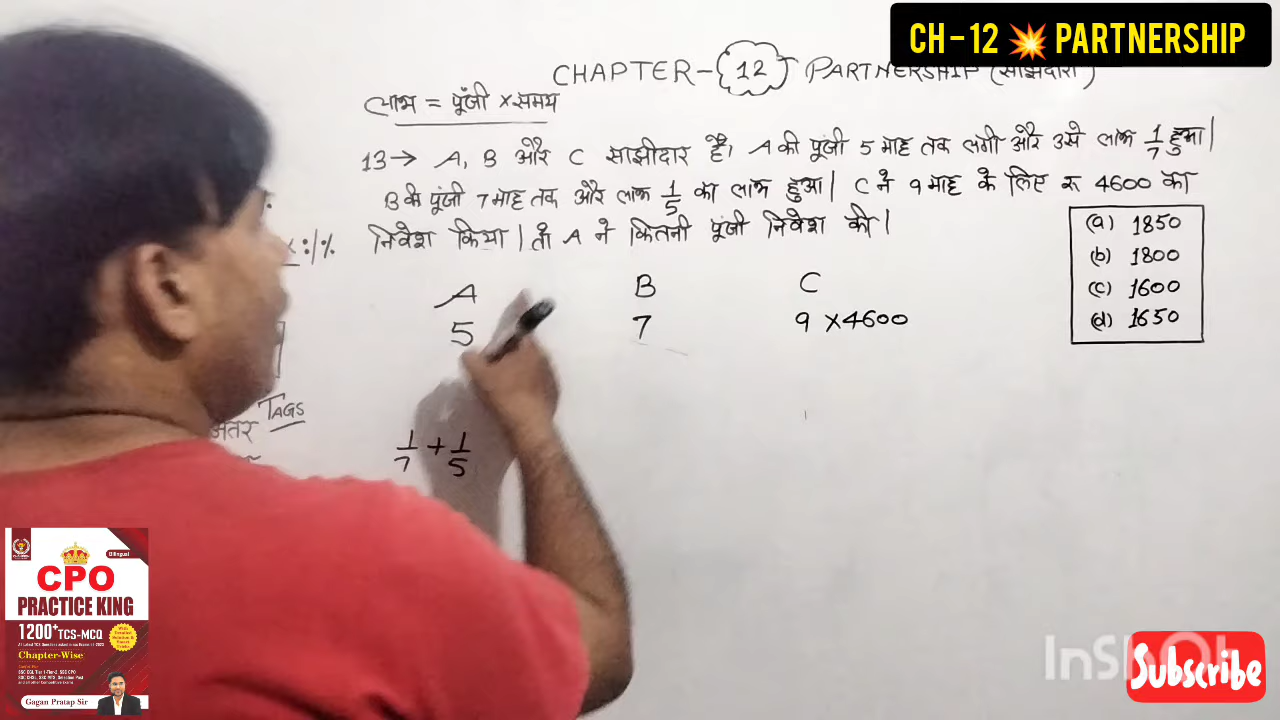 CH-12 💥 PARTNERSHIP
CHAPTER- 12 PARTNERSHIP (साझेदारी)
लाभ = पूँजी × समय
13→ A, B और C साझीदार है। A की पूंजी 5 माह तक लगी और उसे लाभ 1/7 हुआ।
B के पूंजी 7 माह तक और लाभ 1/5 का लाभ हुआ। C ने 9 माह के लिए रू 4600 का
निवेश किया। तो A ने कितनी पूंजी निवेश की।
(a) 1850
(b) 1800
(c) 1600
(d) 1650
A B C
5 7 9 ×4600
1/7 + 1/5
:/%
TAGS
अंतर
Bilingual
CPO
PRACTICE KING
1200+ TCS-MCQ
Chapter-Wise
Gagan Pratap Sir
Subscribe